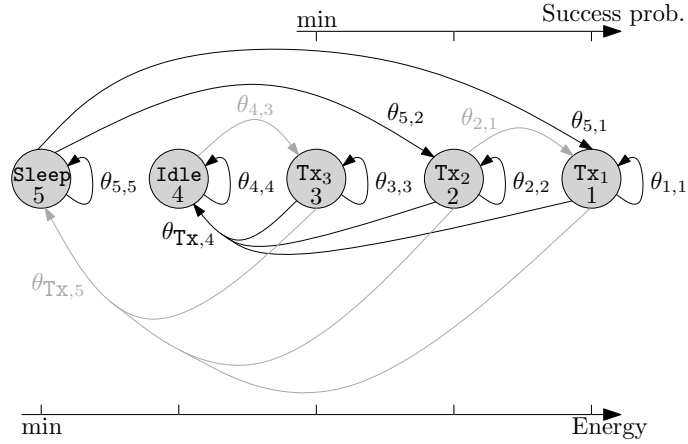 min
Success prob.
θ5,1
θ5,2
θ4,3
θ2,1
Sleep
5
θ5,5
Idle
4
θ4,4
Tx3
3
θ3,3
Tx2
2
θ2,2
Tx1
1
θ1,1
θTx,4
θTx,5
min
Energy